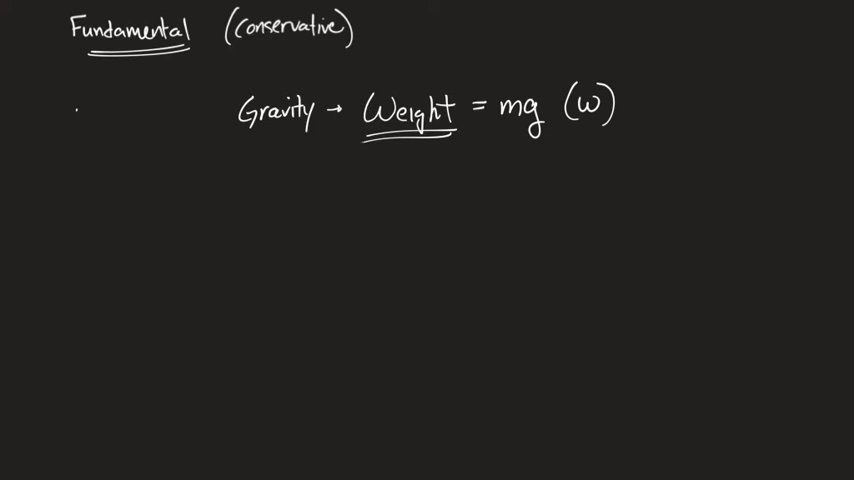 Fundamental (Conservative)
Gravity → Weight = mg (w)